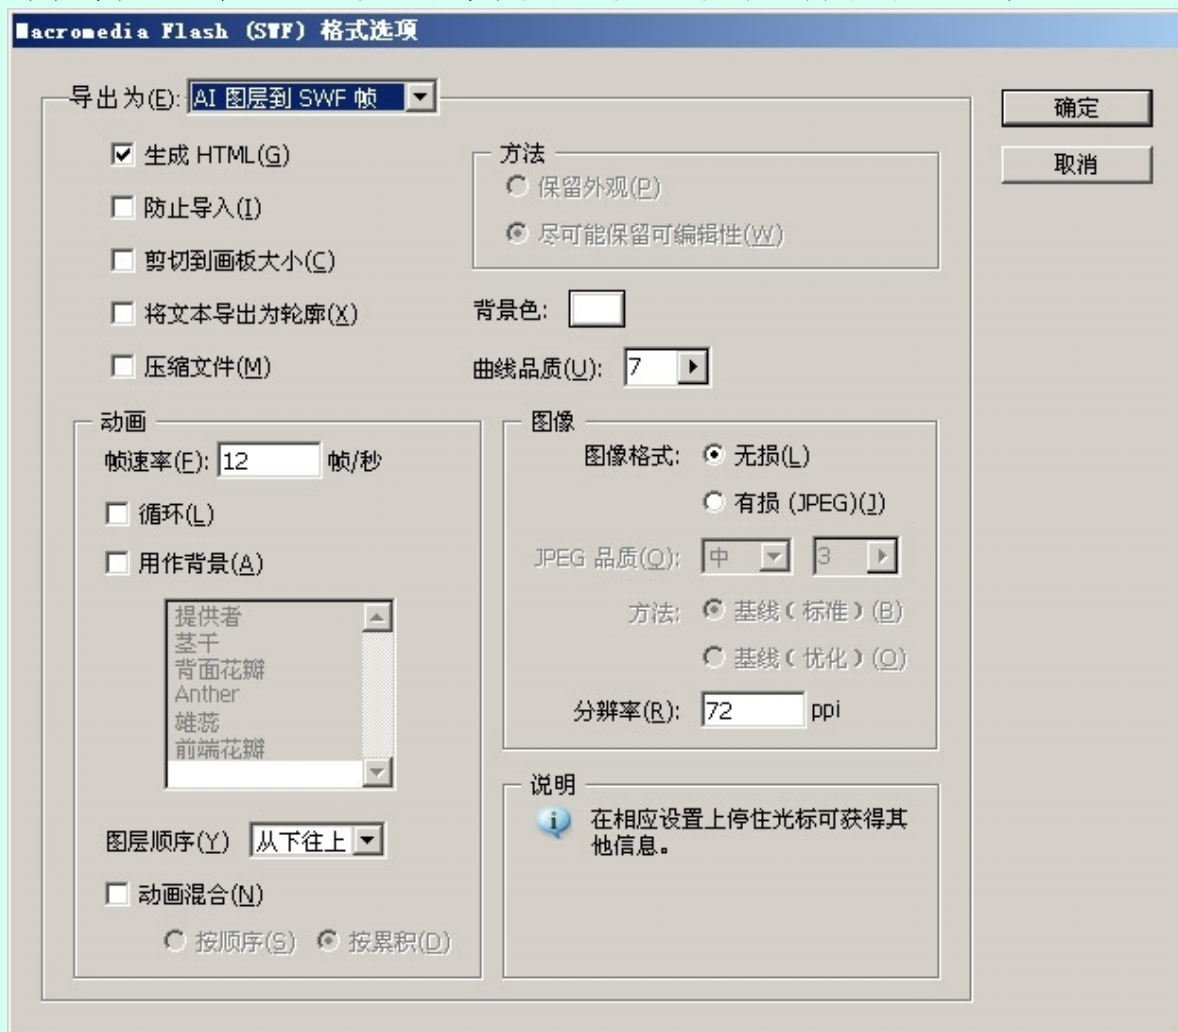 Macromedia Flash (SWF) 格式选项
导出为(E): AI 图层到 SWF 帧
确定
取消
生成 HTML(G)
防止导入(I)
剪切到画板大小(C)
将文本导出为轮廓(X)
压缩文件(M)
方法
保留外观(P)
尽可能保留可编辑性(W)
背景色:
曲线品质(U): 7
动画
帧速率(F): 12 帧/秒
循环(L)
用作背景(A)
提供者
茎干
背面花瓣
Anther
雄蕊
前端花瓣
图层顺序(Y) 从下往上
动画混合(N)
按顺序(S) 按累积(D)
图像
图像格式: 无损(L)
有损 (JPEG)(J)
JPEG 品质(Q): 中 3
方法: 基线（标准）(B)
基线（优化）(O)
分辨率(R): 72 ppi
说明
在相应设置上停住光标可获得其
他信息。